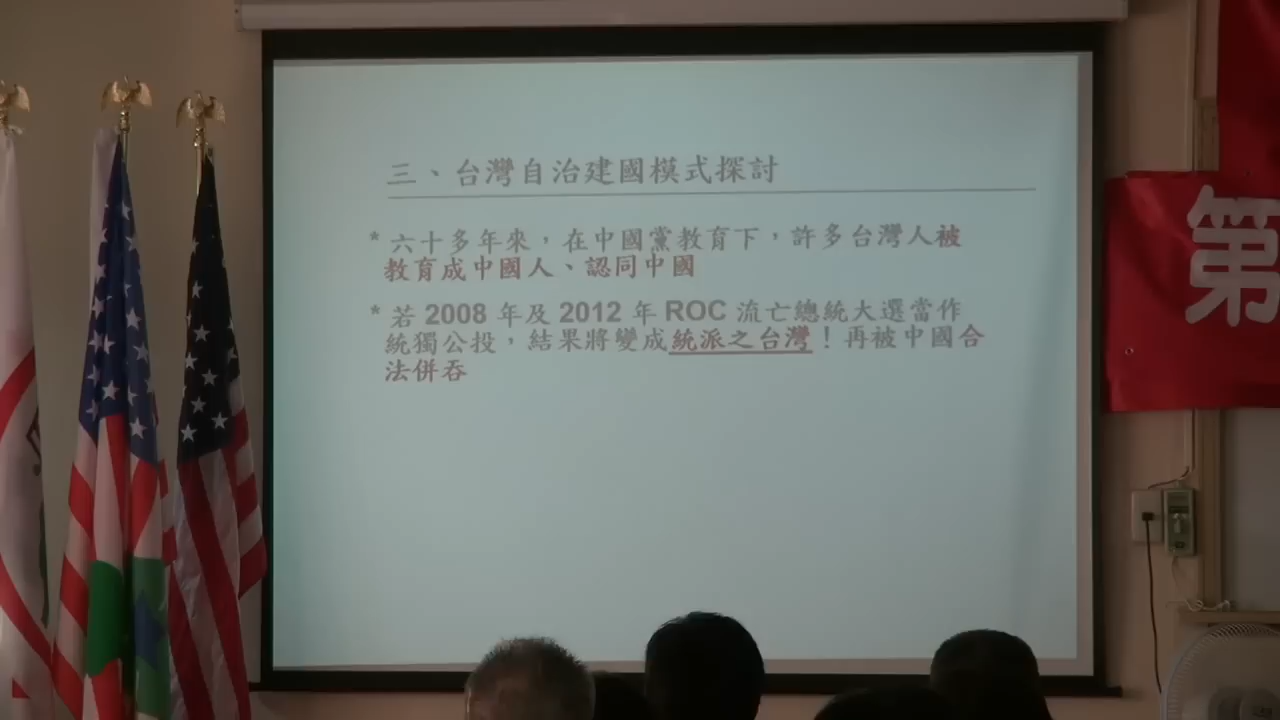 三、台灣自治建國模式探討
* 六十多年來，在中國黨教育下，許多台灣人被
教育成中國人、認同中國
* 若 2008 年及 2012 年 ROC 流亡總統大選當作
統獨公投，結果將變成統派之台灣！再被中國合
法併吞
第